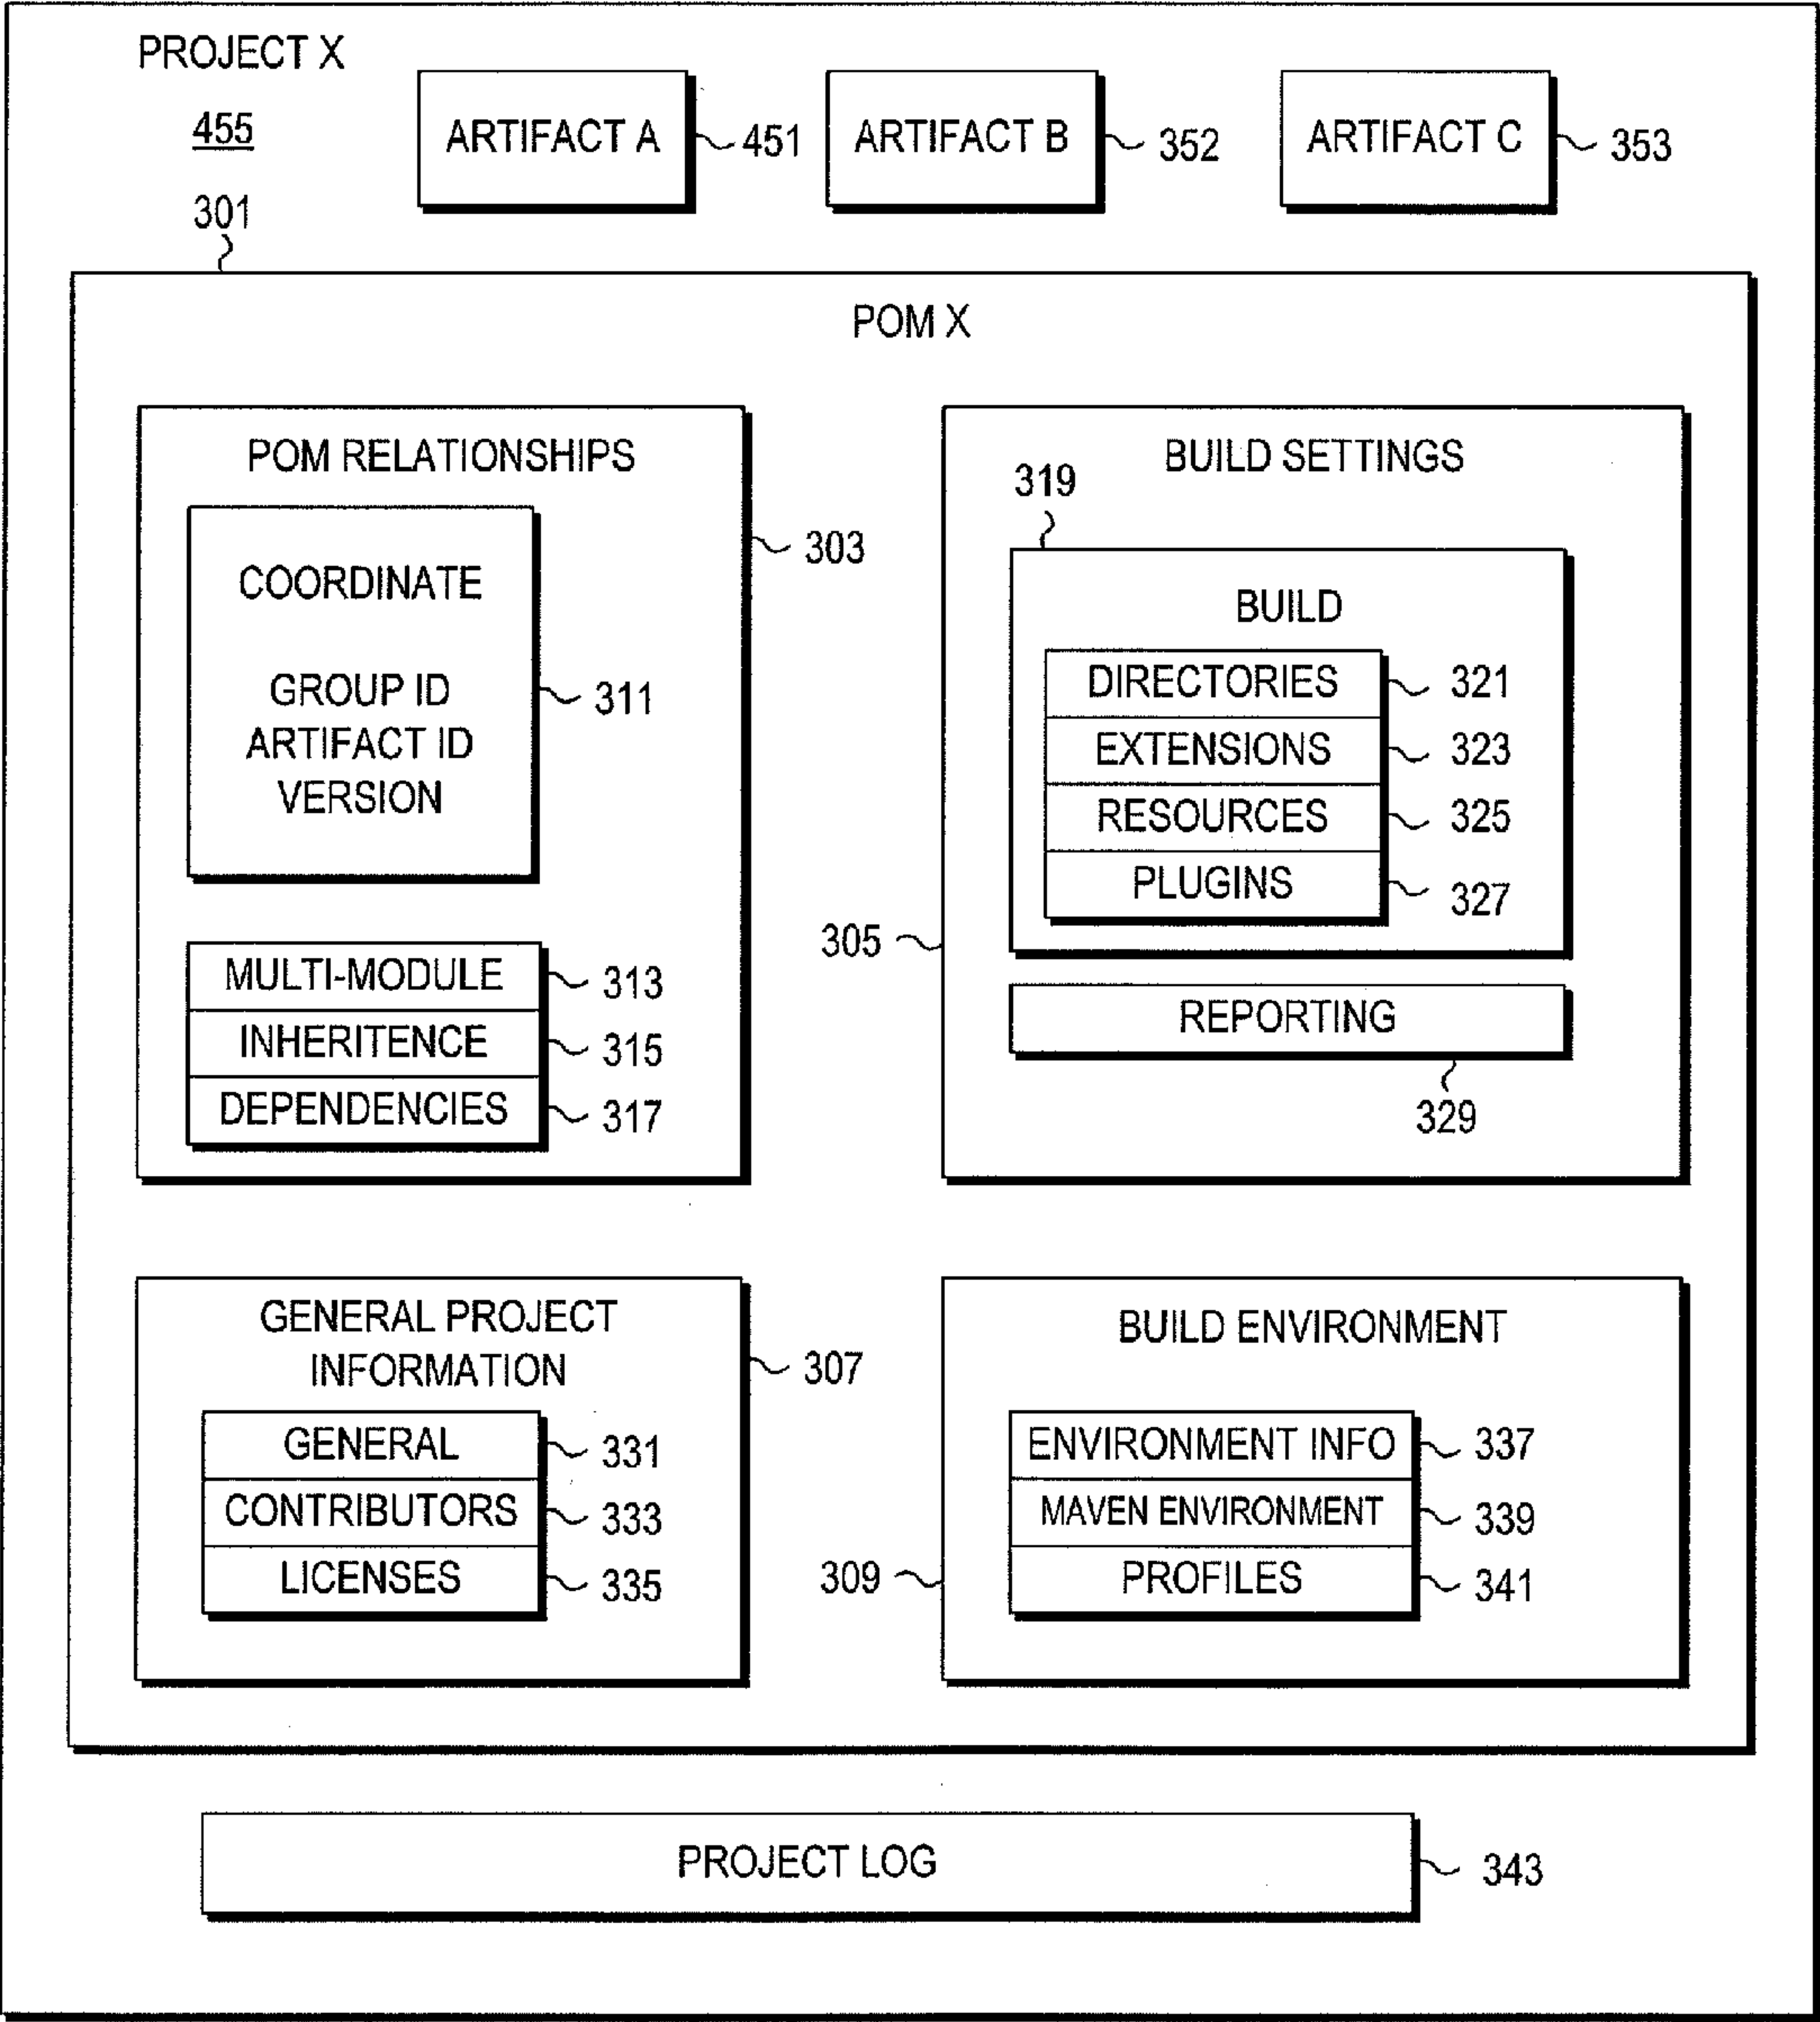 PROJECT X
455
ARTIFACT A
451
ARTIFACT B
352
ARTIFACT C
353
301
POM X
POM RELATIONSHIPS
303
COORDINATE
GROUP ID
ARTIFACT ID
VERSION
311
MULTI-MODULE
313
INHERITENCE
315
DEPENDENCIES
317
BUILD SETTINGS
305
319
BUILD
DIRECTORIES
321
EXTENSIONS
323
RESOURCES
325
PLUGINS
327
REPORTING
329
GENERAL PROJECT
INFORMATION
307
GENERAL
331
CONTRIBUTORS
333
LICENSES
335
BUILD ENVIRONMENT
309
ENVIRONMENT INFO
337
MAVEN ENVIRONMENT
339
PROFILES
341
PROJECT LOG
343